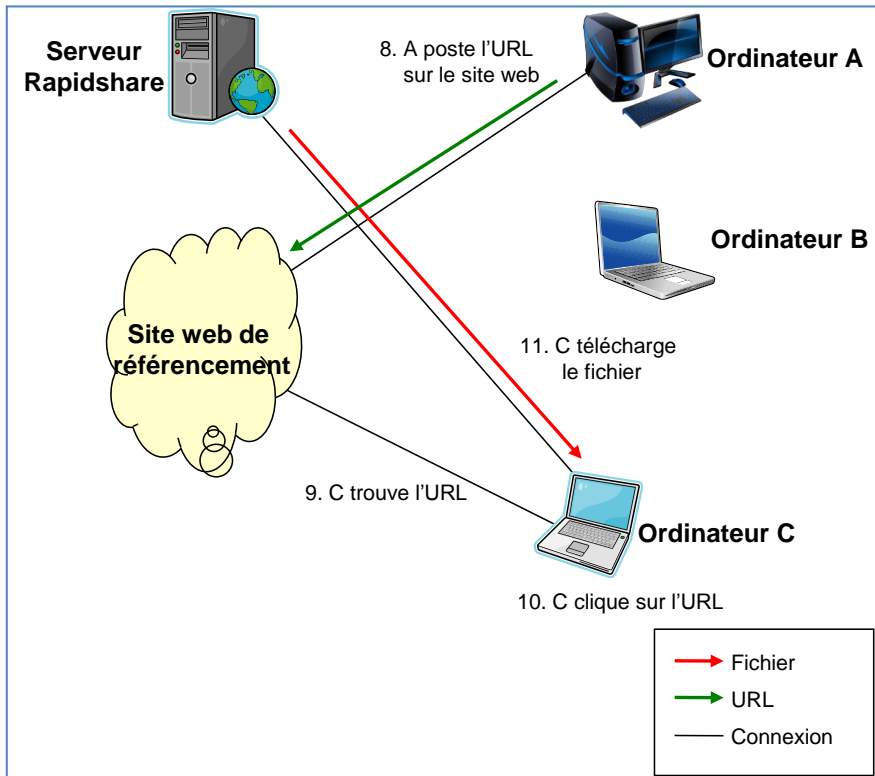 Serveur
Rapidshare
8. A poste l’URL
sur le site web
Ordinateur A
Ordinateur B
Site web de
référencement
11. C télécharge
le fichier
9. C trouve l’URL
Ordinateur C
10. C clique sur l’URL
Fichier
URL
Connexion